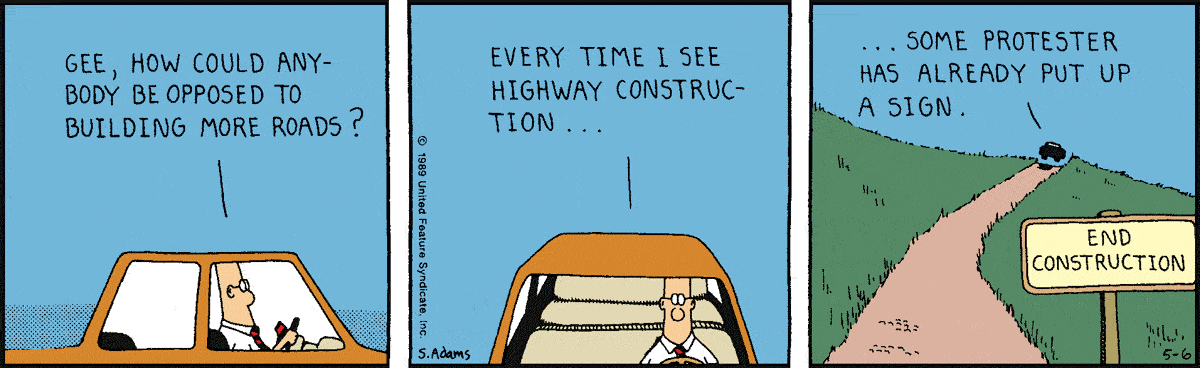 GEE, HOW COULD ANY-
BODY BE OPPOSED TO
BUILDING MORE ROADS?
© 1989 United Feature Syndicate, Inc.
EVERY TIME I SEE
HIGHWAY CONSTRUC-
TION...
S.Adams
...SOME PROTESTER
HAS ALREADY PUT UP
A SIGN.
END
CONSTRUCTION
5-6